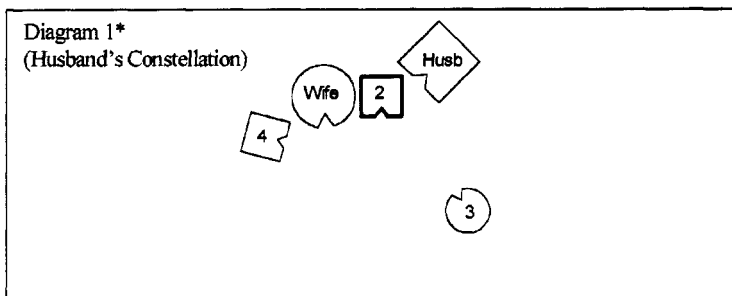 Diagram 1*
(Husband's Constellation)
Husb
Wife
2
4
3